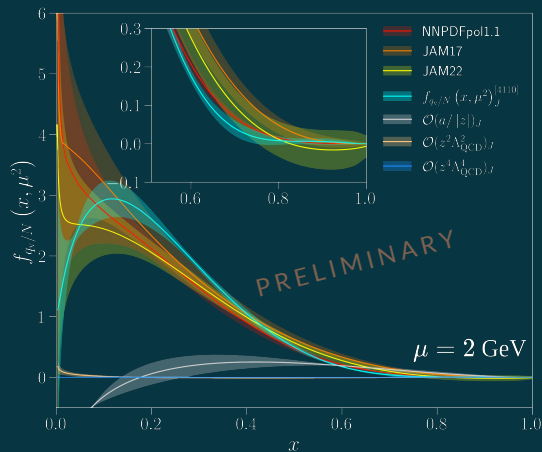 6
5
4
3
2
1
0
0.0 0.2 0.4 0.6 0.8 1.0
x
f_{q_v/N} (x, μ²)
0.3
0.2
0.1
0.0
−0.1
0.6 0.8 1.0
NNPDFpol1.1
JAM17
JAM22
f_{q_v/N} (x, μ²)_J^{[4110]}
𝒪(a/|z|)_J
𝒪(z²Λ²_QCD)_J
𝒪(z⁴Λ⁴_QCD)_J
PRELIMINARY
μ = 2 GeV